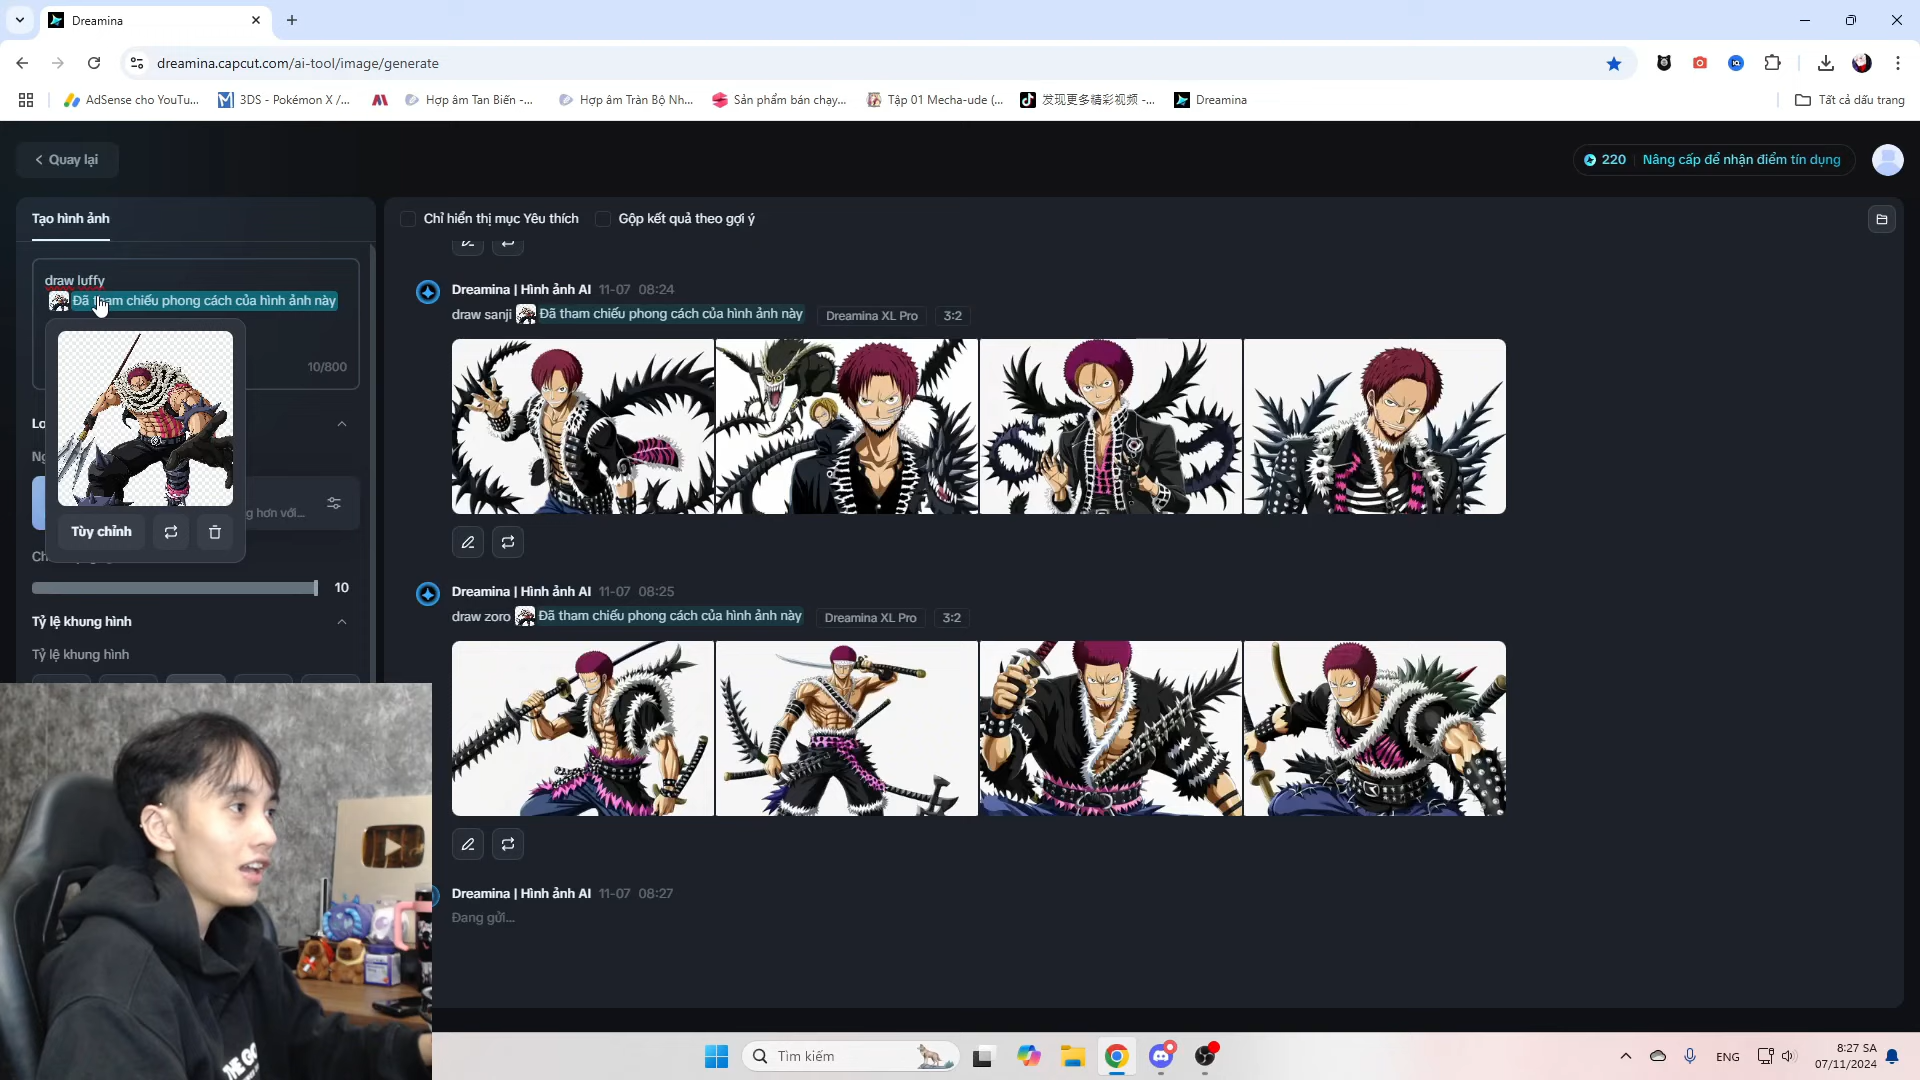 Dreamina
dreamina.capcut.com/ai-tool/image/generate
AdSense cho YouTu...
3DS - Pokémon X /...
Hợp âm Tan Biến -...
Hợp âm Tràn Bộ Nh...
Sản phẩm bán chạy...
Tập 01 Mecha-ude (...
发现更多精彩视频 -...
Dreamina
Tất cả dấu trang
Quay lại
220
Nâng cấp để nhận điểm tín dụng
Tạo hình ảnh
Chỉ hiển thị mục Yêu thích
Gộp kết quả theo gợi ý
draw luffy
Đã tham chiếu phong cách của hình ảnh này
10/800
Tùy chỉnh
g hơn với...
10
Tỷ lệ khung hình
Tỷ lệ khung hình
Dreamina | Hình ảnh AI 11-07 08:24
draw sanji Đã tham chiếu phong cách của hình ảnh này Dreamina XL Pro 3:2
Dreamina | Hình ảnh AI 11-07 08:25
draw zoro Đã tham chiếu phong cách của hình ảnh này Dreamina XL Pro 3:2
Dreamina | Hình ảnh AI 11-07 08:27
Đang gửi...
Tìm kiếm
ENG
8:27 SA
07/11/2024